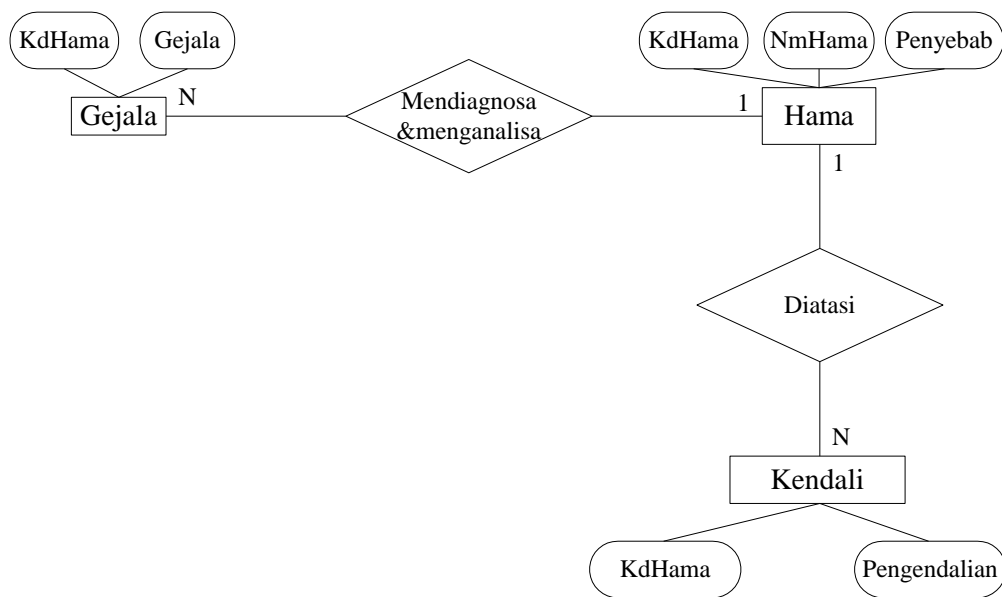 KdHama
Gejala
KdHama
NmHama
Penyebab
Gejala
N
Mendiagnosa
&menganalisa
1
Hama
1
Diatasi
N
Kendali
KdHama
Pengendalian